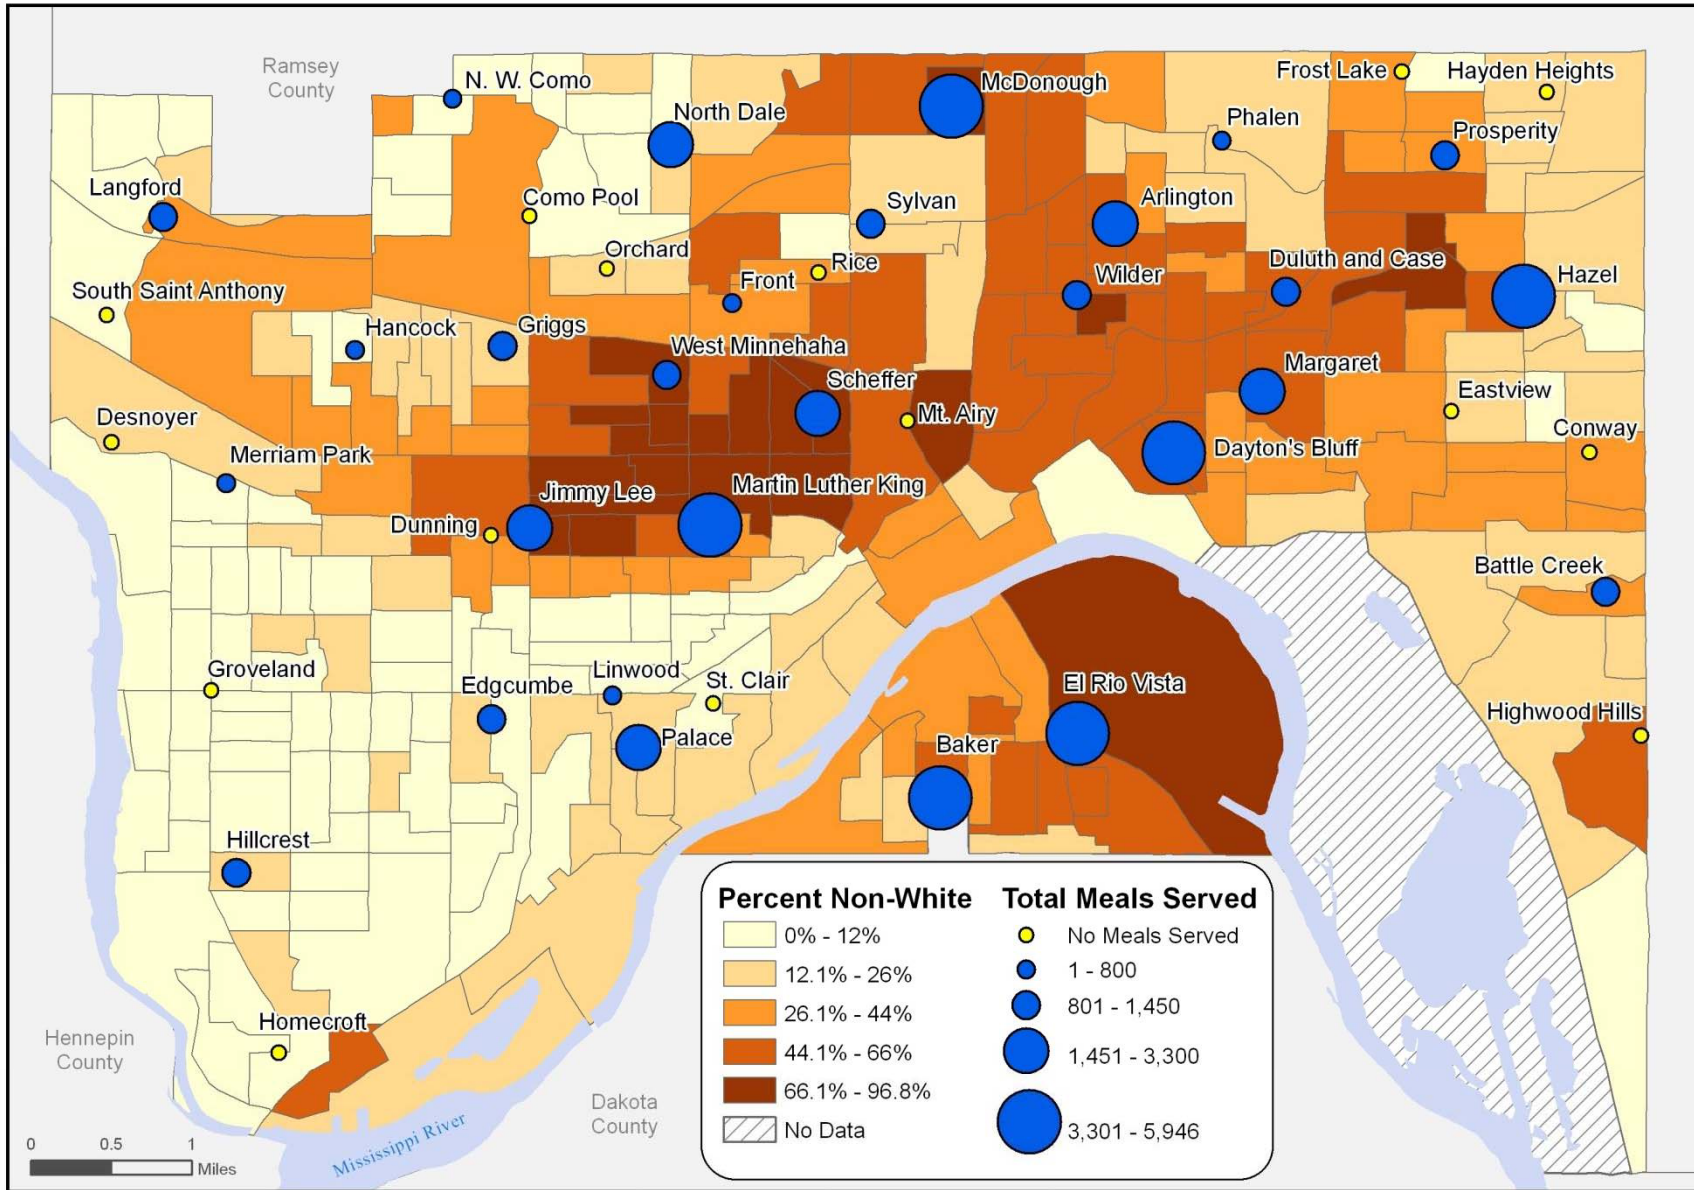 Ramsey
County
N. W. Como
McDonough
Frost Lake
Hayden Heights
North Dale
Phalen
Prosperity
Langford
Como Pool
Sylvan
Arlington
Orchard
Rice
Duluth and Case
South Saint Anthony
Front
Wilder
Hazel
Hancock
Griggs
West Minnehaha
Margaret
Scheffer
Eastview
Desnoyer
Mt. Airy
Conway
Merriam Park
Dayton's Bluff
Jimmy Lee
Martin Luther King
Dunning
Battle Creek
Groveland
Edgcumbe
Linwood
St. Clair
El Rio Vista
Highwood Hills
Palace
Baker
Hillcrest
Homecroft
Hennepin
County
Dakota
County
Mississippi River
0 0.5 1
Miles
Percent Non-White
0% - 12%
12.1% - 26%
26.1% - 44%
44.1% - 66%
66.1% - 96.8%
No Data
Total Meals Served
No Meals Served
1 - 800
801 - 1,450
1,451 - 3,300
3,301 - 5,946